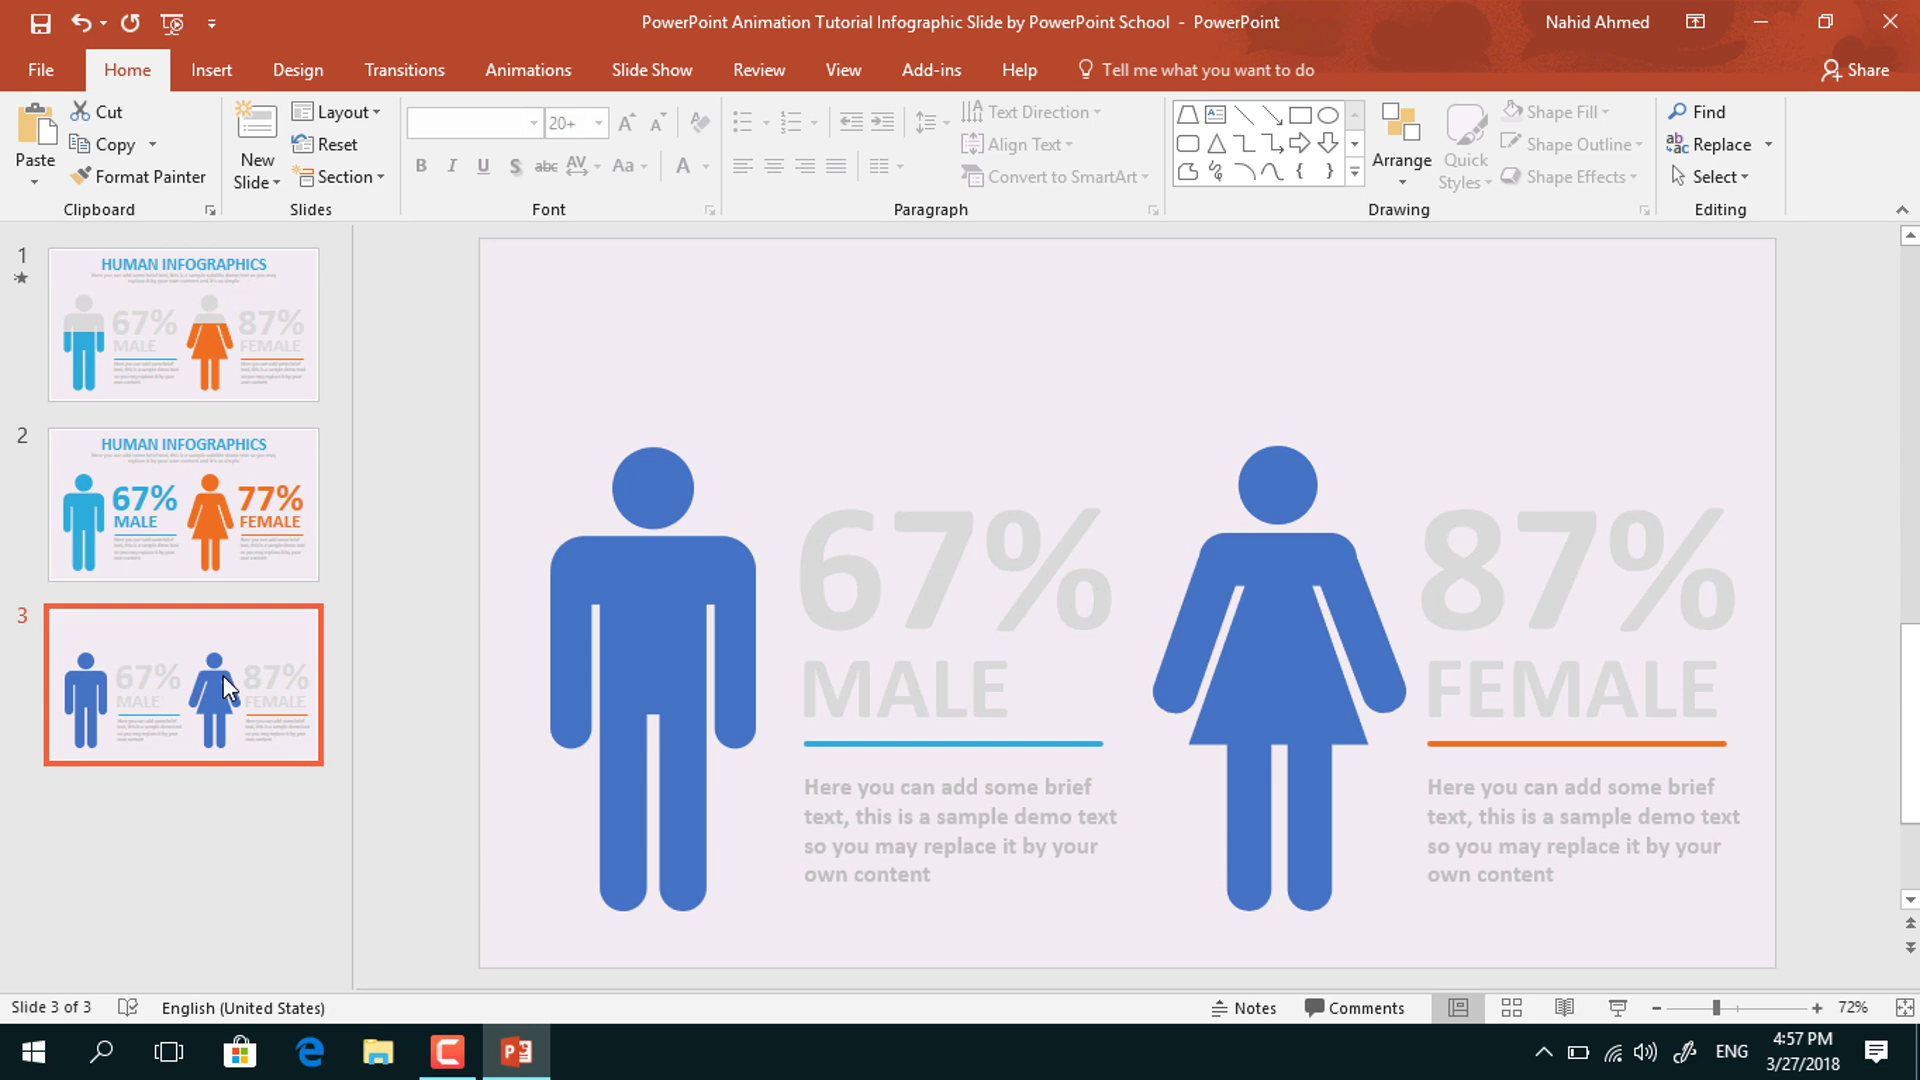 PowerPoint Animation Tutorial Infographic Slide by PowerPoint School - PowerPoint
Nahid Ahmed
File Home Insert Design Transitions Animations Slide Show Review View Add-ins Help Tell me what you want to do Share
Paste
Cut
Copy
Format Painter
Clipboard
New Slide
Layout
Reset
Section
Slides
20+
B I U S abc AV Aa A
Font
Text Direction
Align Text
Convert to SmartArt
Paragraph
Arrange
Quick Styles
Shape Fill
Shape Outline
Shape Effects
Drawing
Find
Replace
Select
Editing
1
HUMAN INFOGRAPHICS
67%
MALE
87%
FEMALE
2
HUMAN INFOGRAPHICS
67%
MALE
77%
FEMALE
3
67%
MALE
87%
FEMALE
67%
MALE
Here you can add some brief
text, this is a sample demo text
so you may replace it by your
own content
87%
FEMALE
Here you can add some brief
text, this is a sample demo text
so you may replace it by your
own content
Slide 3 of 3
English (United States)
Notes
Comments
72%
ENG
4:57 PM
3/27/2018